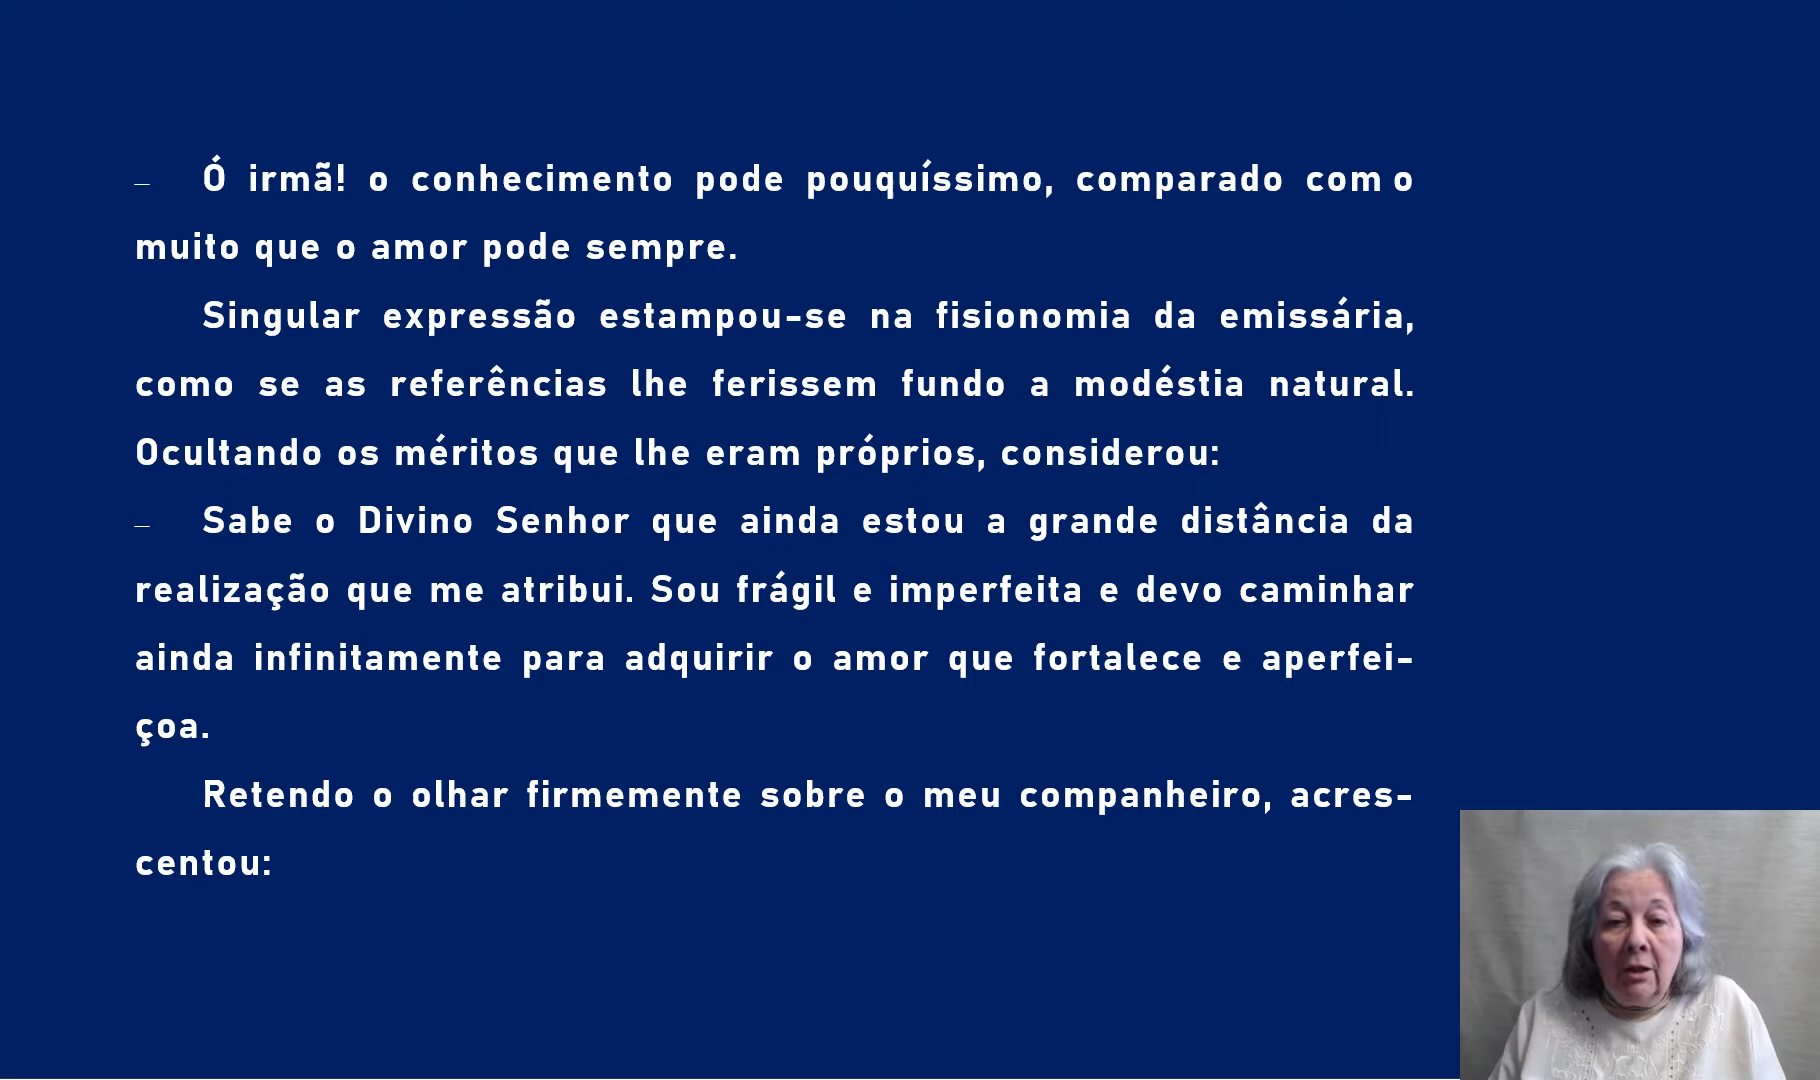 – Ó irmã! o conhecimento pode pouquíssimo, comparado com o
muito que o amor pode sempre.
Singular expressão estampou-se na fisionomia da emissária,
como se as referências lhe ferissem fundo a modéstia natural.
Ocultando os méritos que lhe eram próprios, considerou:
– Sabe o Divino Senhor que ainda estou a grande distância da
realização que me atribui. Sou frágil e imperfeita e devo caminhar
ainda infinitamente para adquirir o amor que fortalece e aperfei-
çoa.
Retendo o olhar firmemente sobre o meu companheiro, acres-
centou: